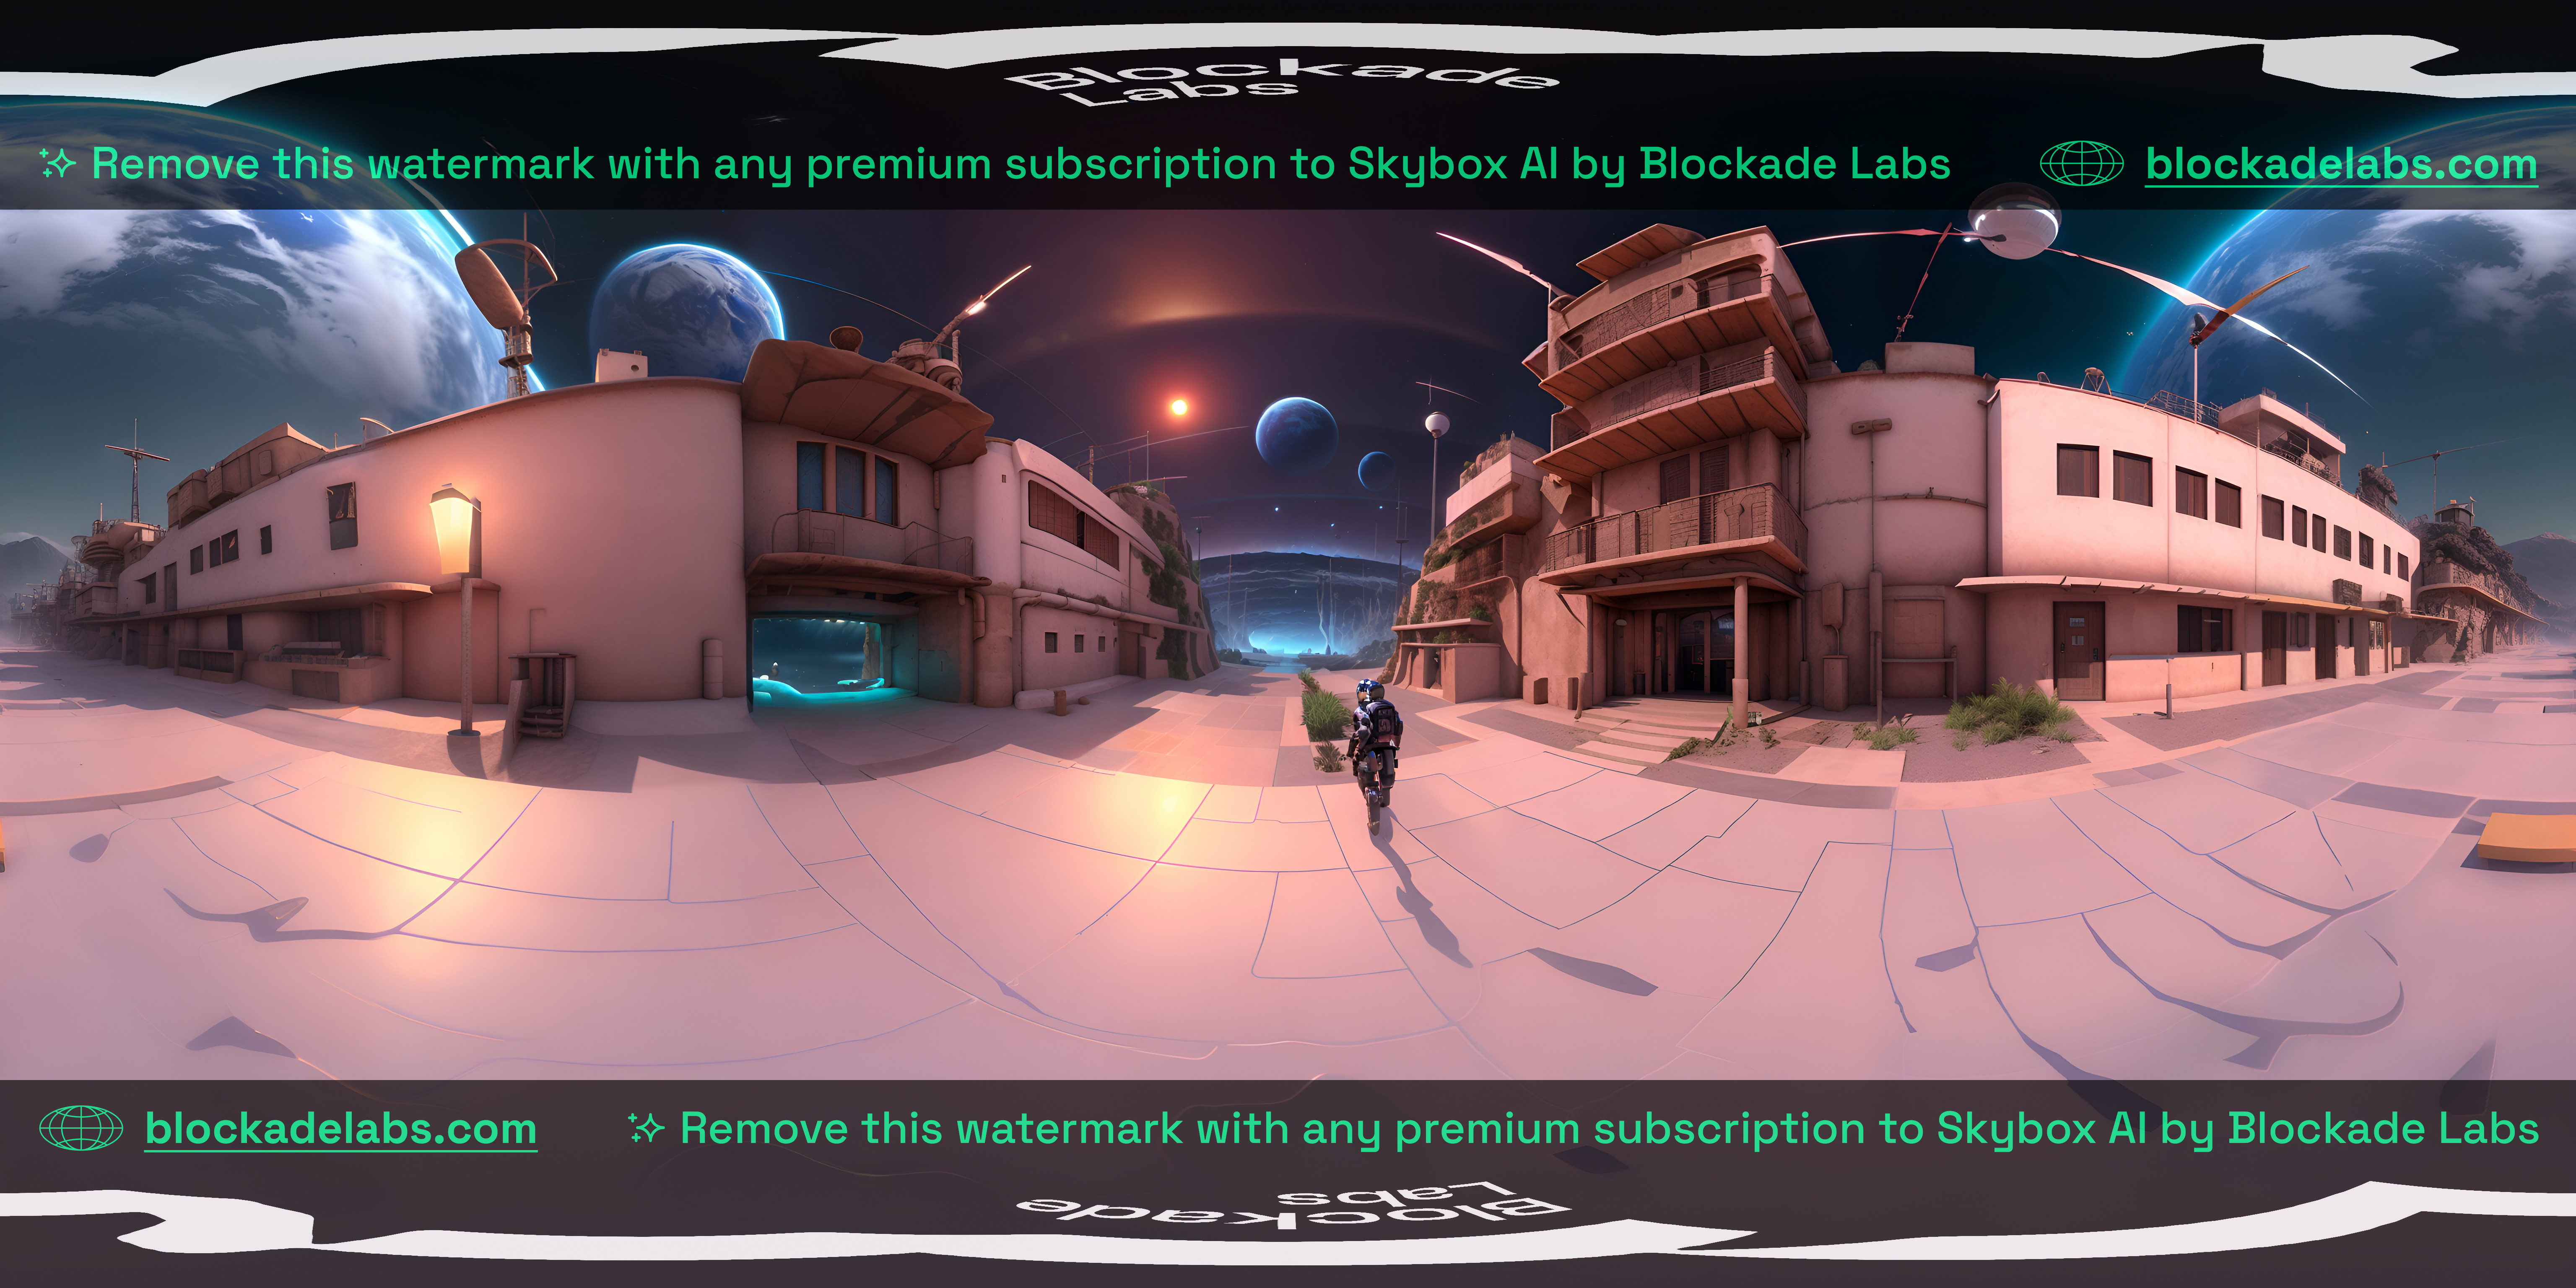 Blockade
Labs
Remove this watermark with any premium subscription to Skybox AI by Blockade Labs
blockadelabs.com
blockadelabs.com
Remove this watermark with any premium subscription to Skybox AI by Blockade Labs
Labs
Blockade